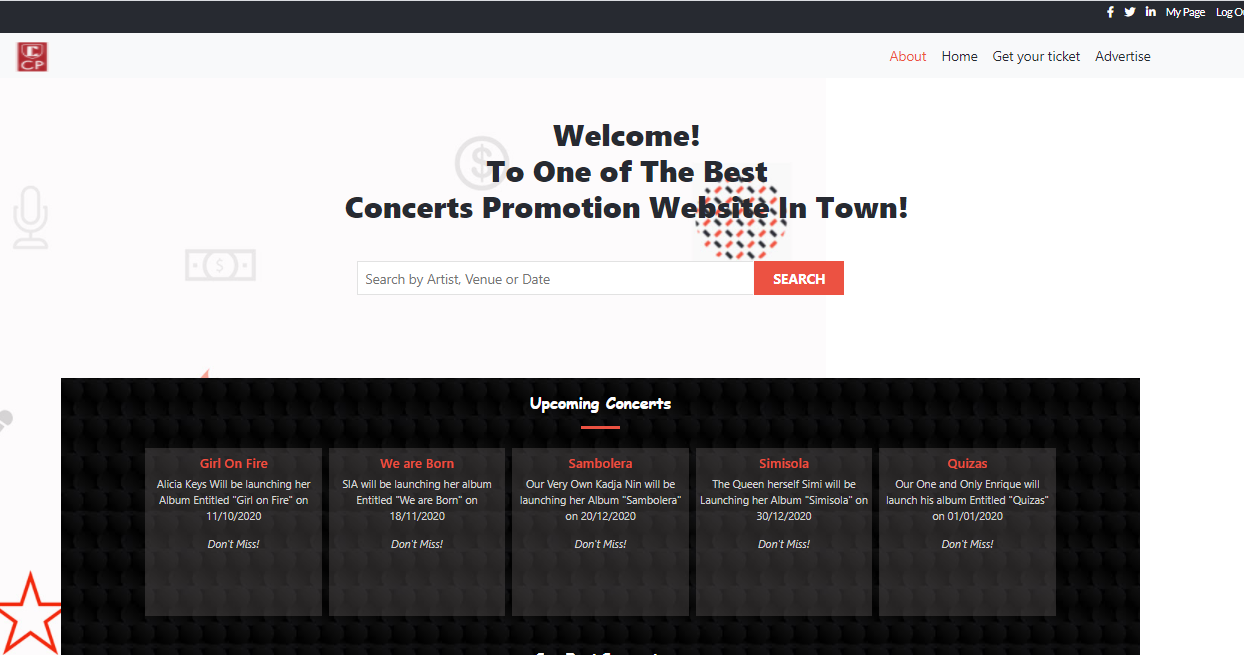 My Page Log O
CP
About Home Get your ticket Advertise
Welcome!
To One of The Best
Concerts Promotion Website In Town!
Search by Artist, Venue or Date
SEARCH
Upcoming Concerts
Girl On Fire
Alicia Keys Will be launching her
Album Entitled "Girl on Fire" on
11/10/2020
Don't Miss!
We are Born
SIA will be launching her album
Entitled "We are Born" on
18/11/2020
Don't Miss!
Sambolera
Our Very Own Kadja Nin will be
launching her Album "Sambolera"
on 20/12/2020
Don't Miss!
Simisola
The Queen herself Simi will be
Launching her Album "Simisola" on
30/12/2020
Don't Miss!
Quizas
Our One and Only Enrique will
launch his album Entitled "Quizas"
on 01/01/2020
Don't Miss!